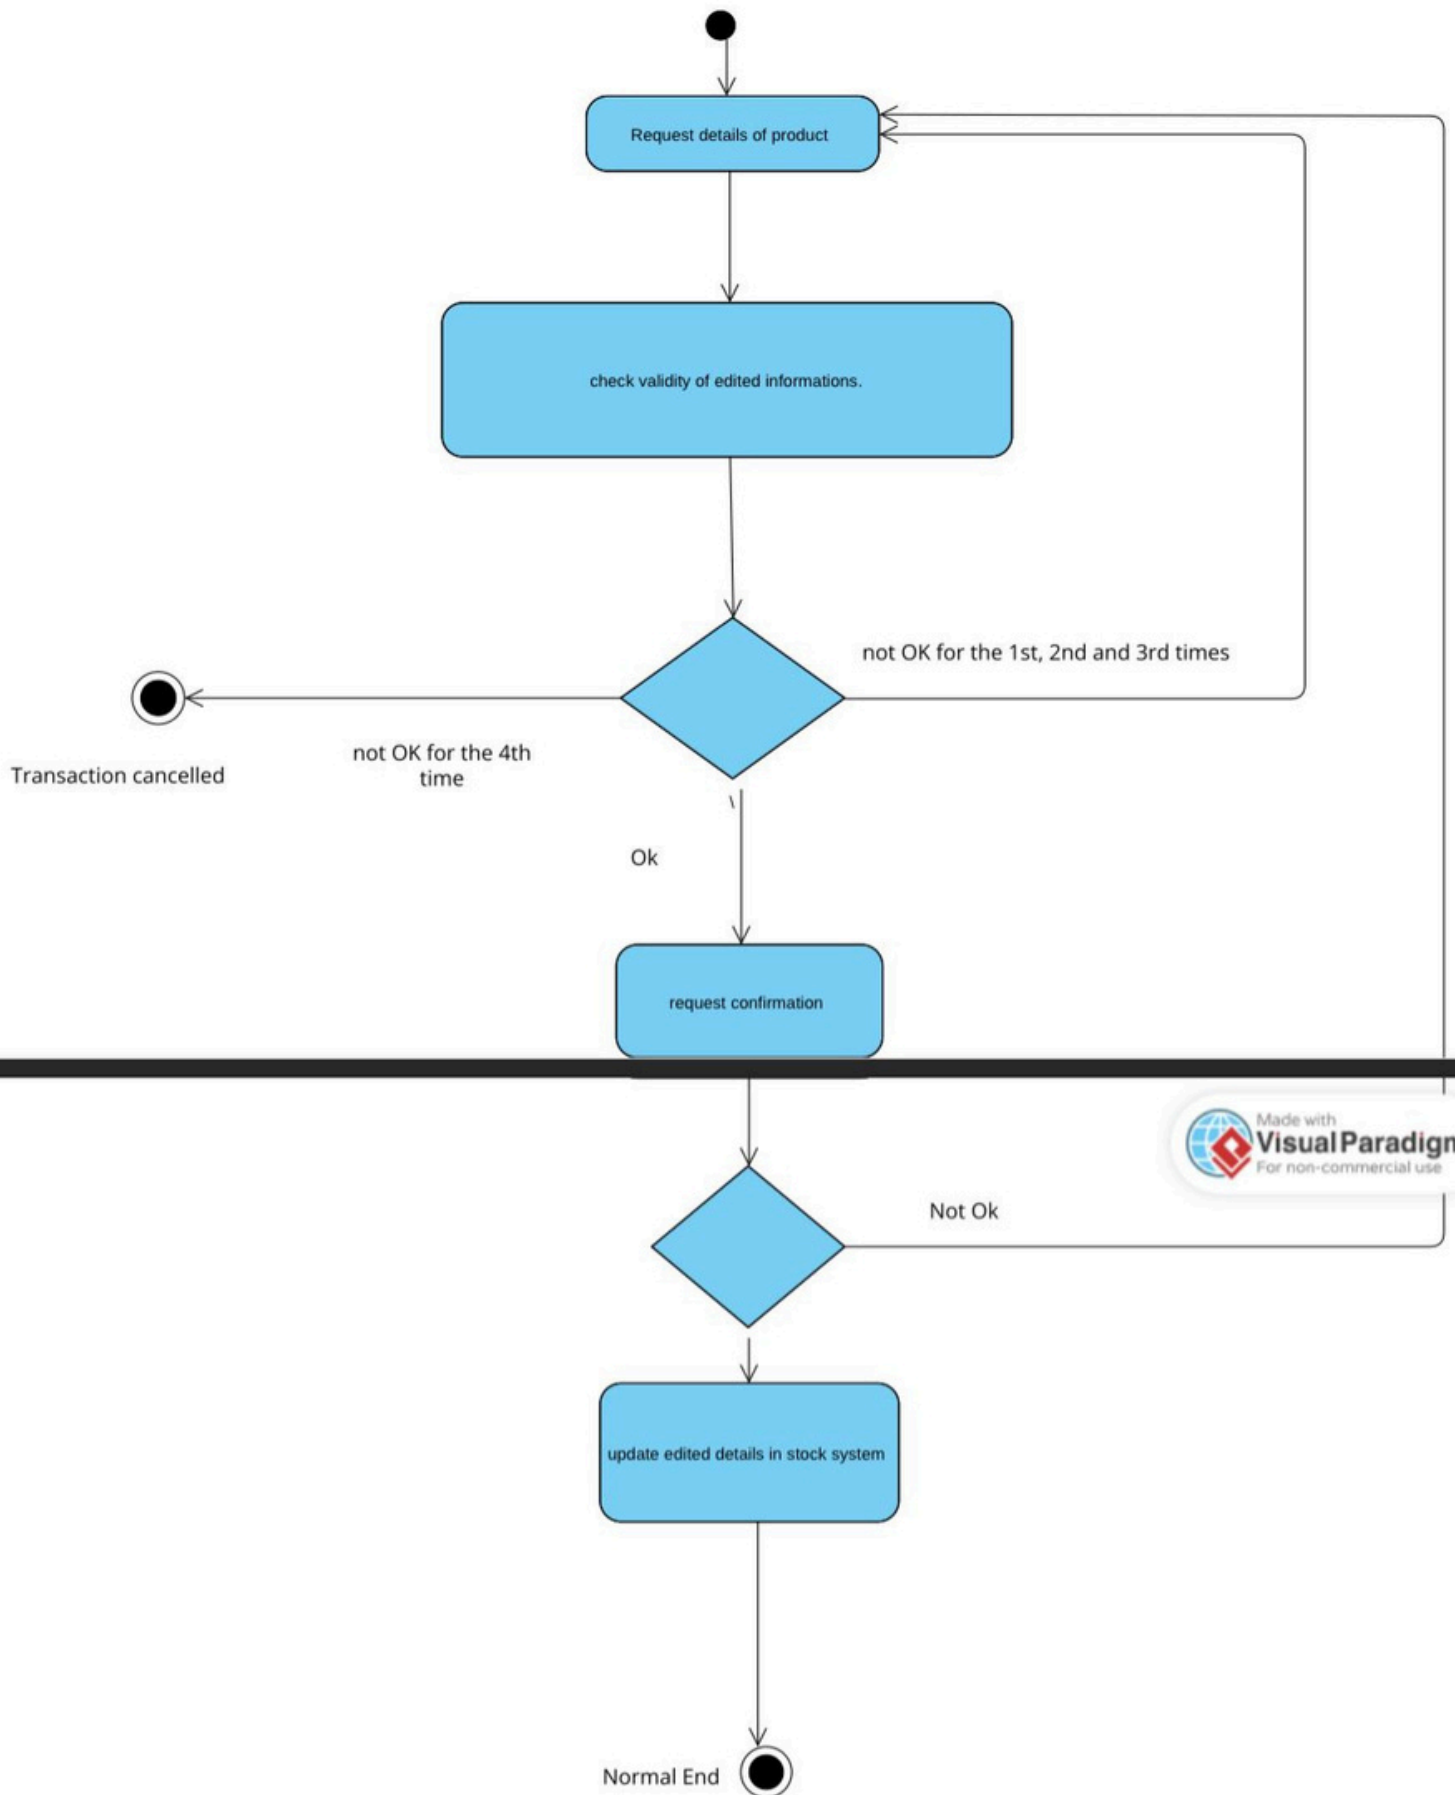 Request details of product
check validity of edited informations.
not OK for the 1st, 2nd and 3rd times
not OK for the 4th
time
Transaction cancelled
\
Ok
request confirmation
Made with
Visual Paradigm
For non-commercial use
Not Ok
update edited details in stock system
Normal End